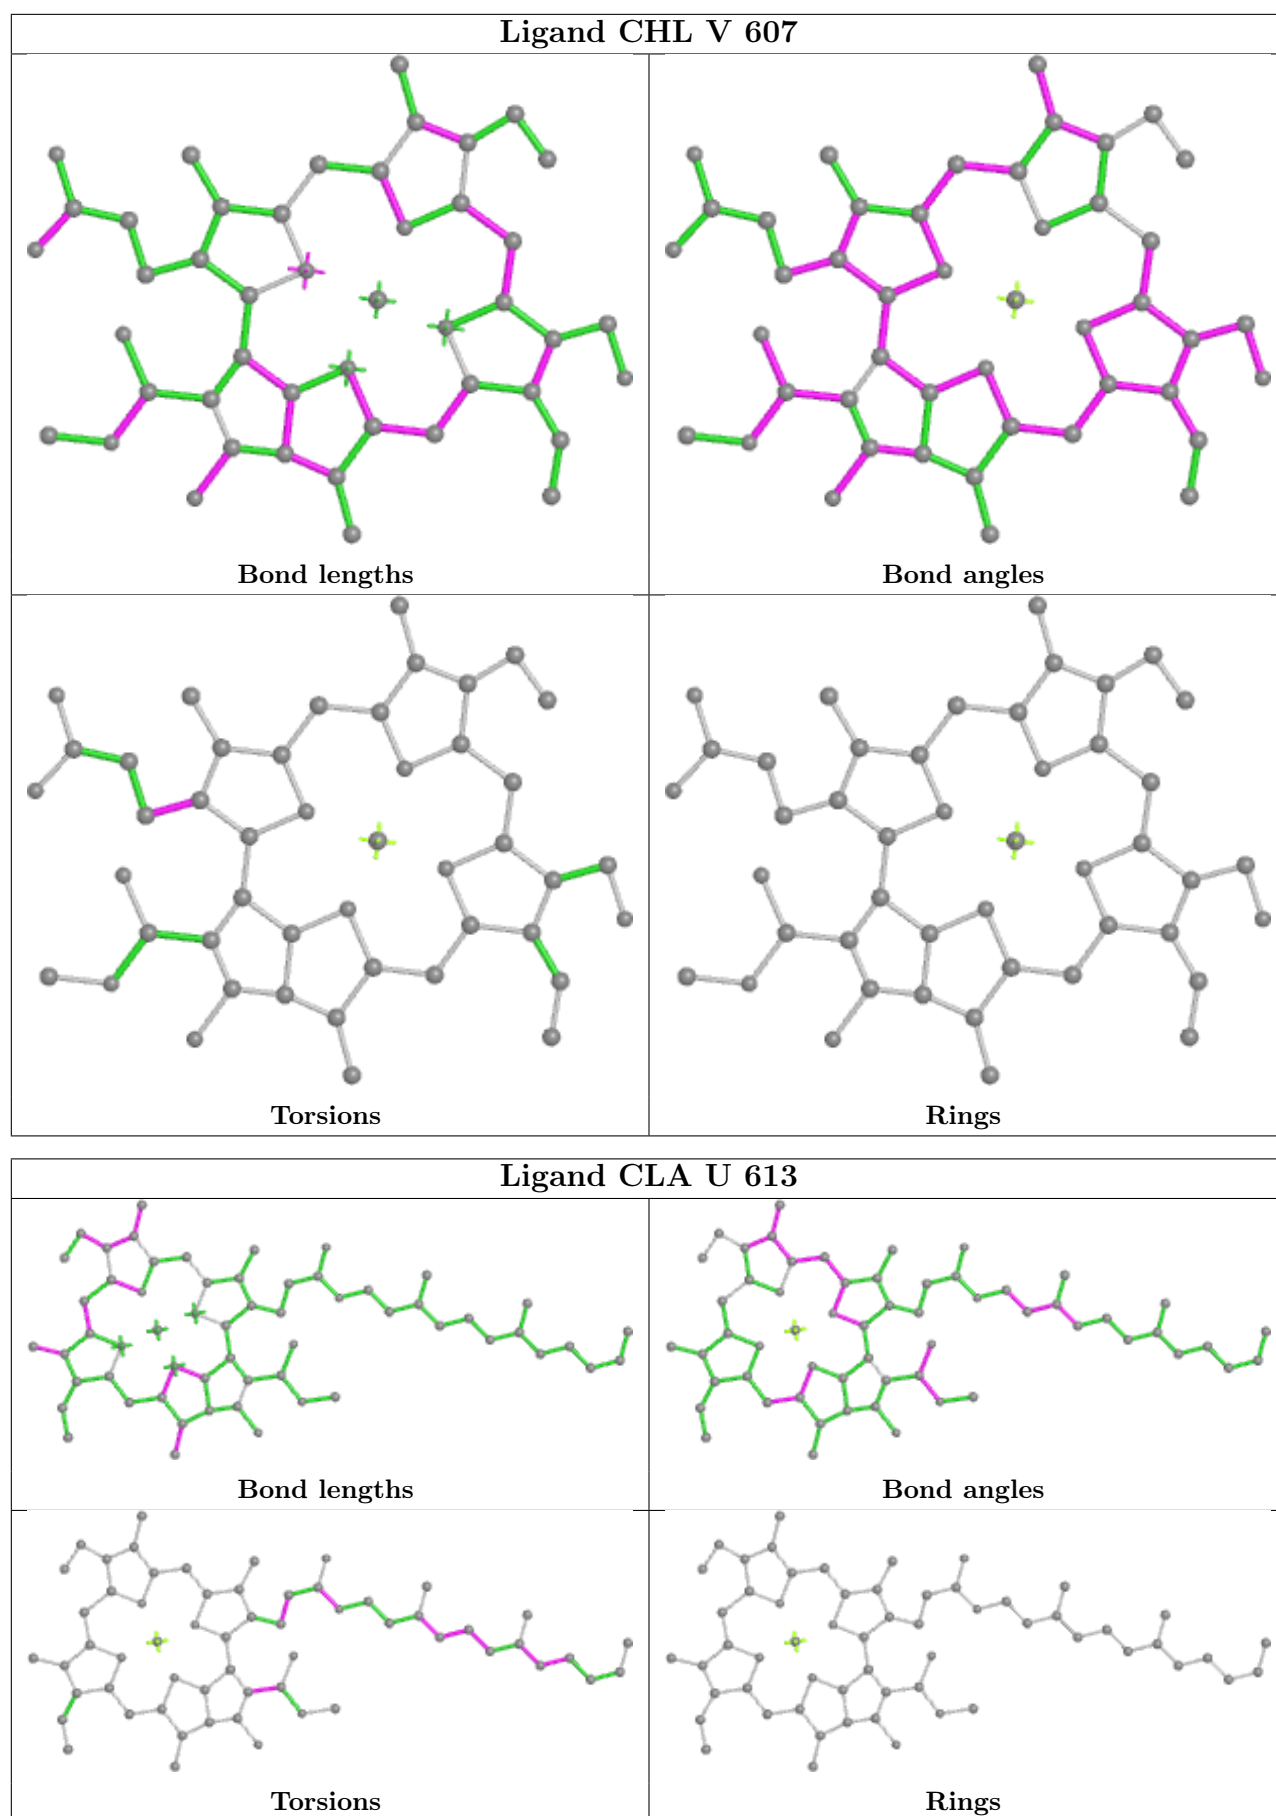 Ligand CHL V 607
Bond lengths
Bond angles
Torsions
Rings
Ligand CLA U 613
Bond lengths
Bond angles
Torsions
Rings